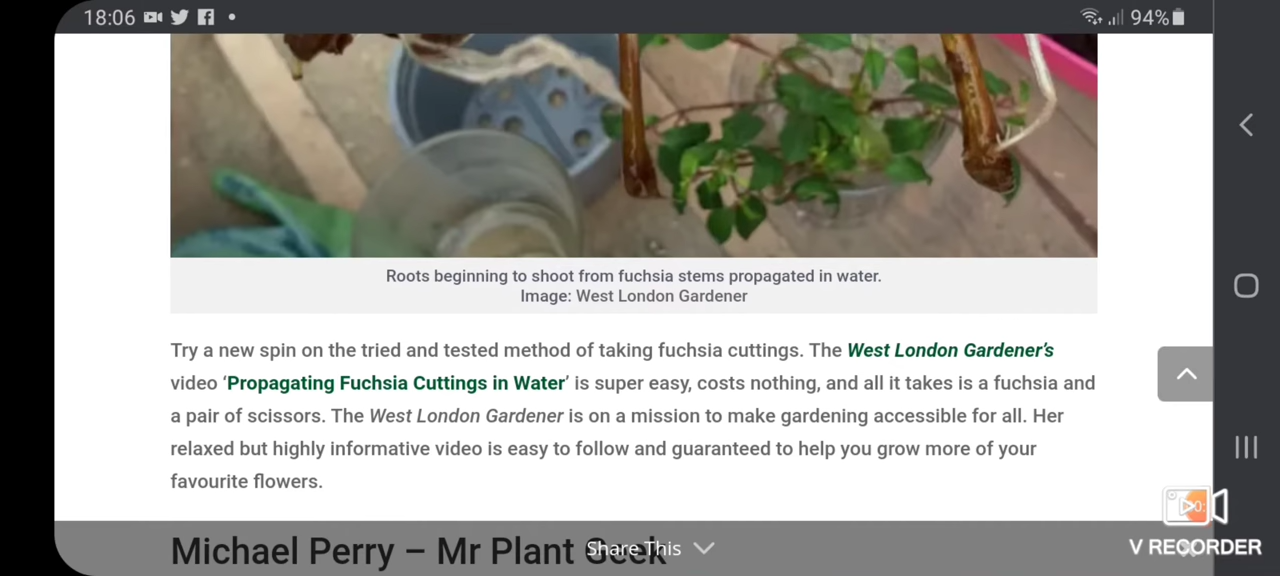 18:06
94%
Roots beginning to shoot from fuchsia stems propagated in water.
Image: West London Gardener
Try a new spin on the tried and tested method of taking fuchsia cuttings. The West London Gardener's
video ‘Propagating Fuchsia Cuttings in Water’ is super easy, costs nothing, and all it takes is a fuchsia and
a pair of scissors. The West London Gardener is on a mission to make gardening accessible for all. Her
relaxed but highly informative video is easy to follow and guaranteed to help you grow more of your
favourite flowers.
Michael Perry – Mr Plant Geek
Share This
V RECORDER